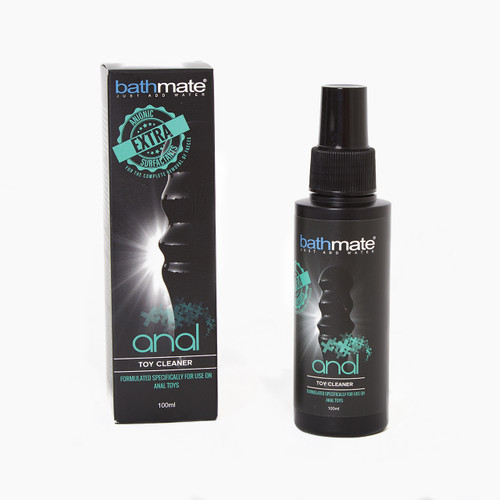 bathmate®
JUST ADD WATER
ANIONIC
EXTRA
SURFACTANTS
FOR THE COMPLETE REMOVAL OF FAECES
anal
TOY CLEANER
FORMULATED SPECIFICALLY FOR USE ON
ANAL TOYS
100ml
bathmate®
JUST ADD WATER
EXTRA
anal
TOY CLEANER
FORMULATED SPECIFICALLY FOR USE ON
ANAL TOYS
100ml